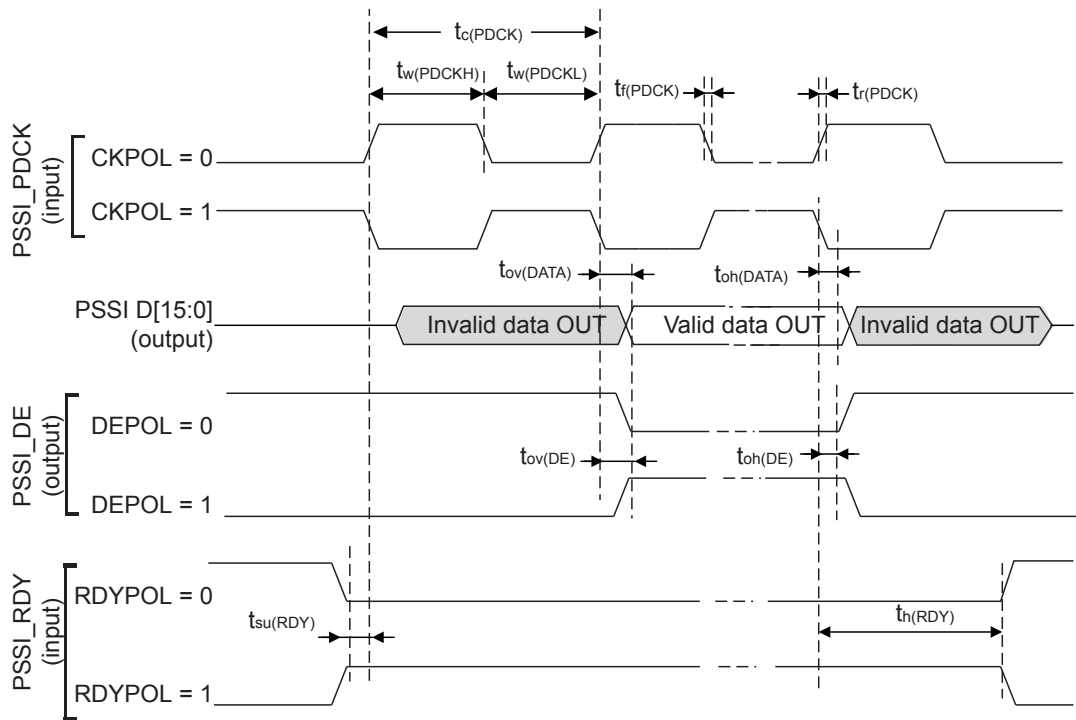 tc(PDCK)
tw(PDCKH)
tw(PDCKL)
tf(PDCK)
tr(PDCK)
PSSI_PDCK
(input)
CKPOL = 0
CKPOL = 1
tov(DATA)
toh(DATA)
PSSI D[15:0]
(output)
Invalid data OUT
Valid data OUT
Invalid data OUT
PSSI_DE
(output)
DEPOL = 0
tov(DE)
toh(DE)
DEPOL = 1
PSSI_RDY
(input)
RDYPOL = 0
tsu(RDY)
th(RDY)
RDYPOL = 1